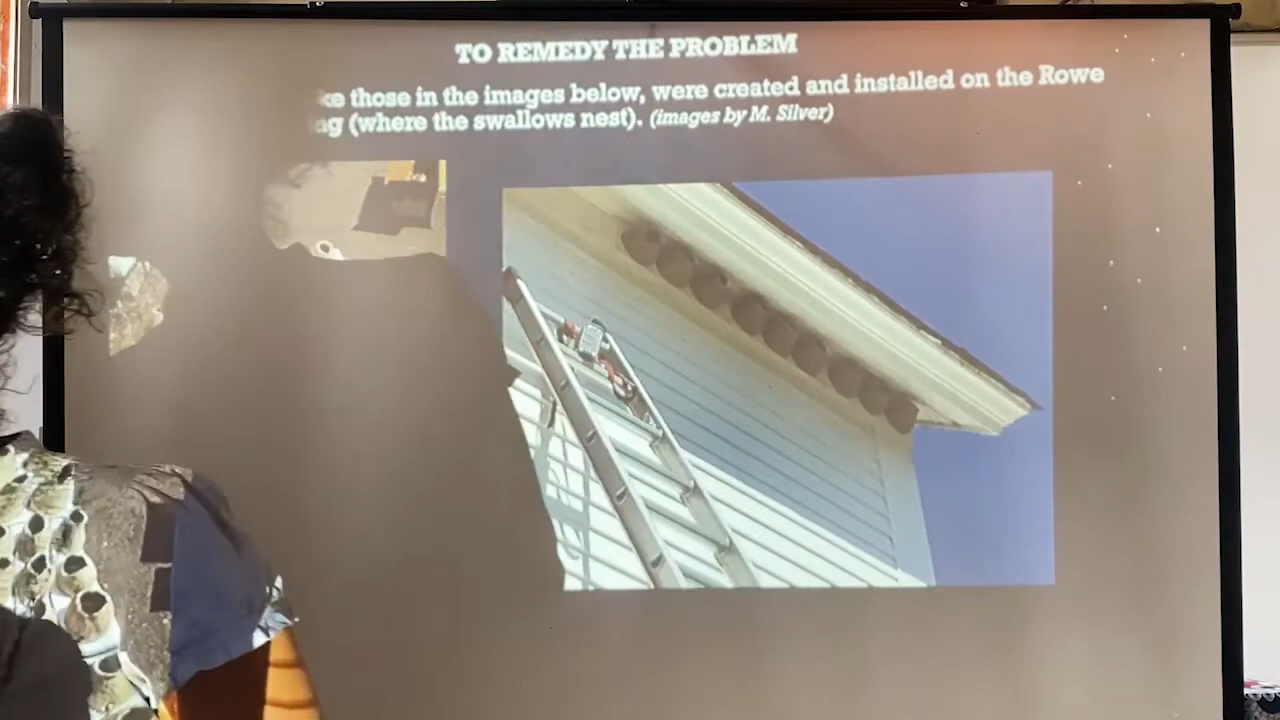 TO REMEDY THE PROBLEM
those in the images below, were created and installed on the Rowe
(where the swallows nest). (images by M. Silver)